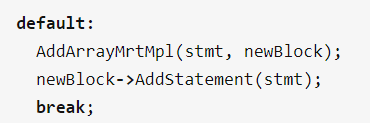 default:
AddArrayMrtMpl(stmt, newBlock);
newBlock->AddStatement(stmt);
break;